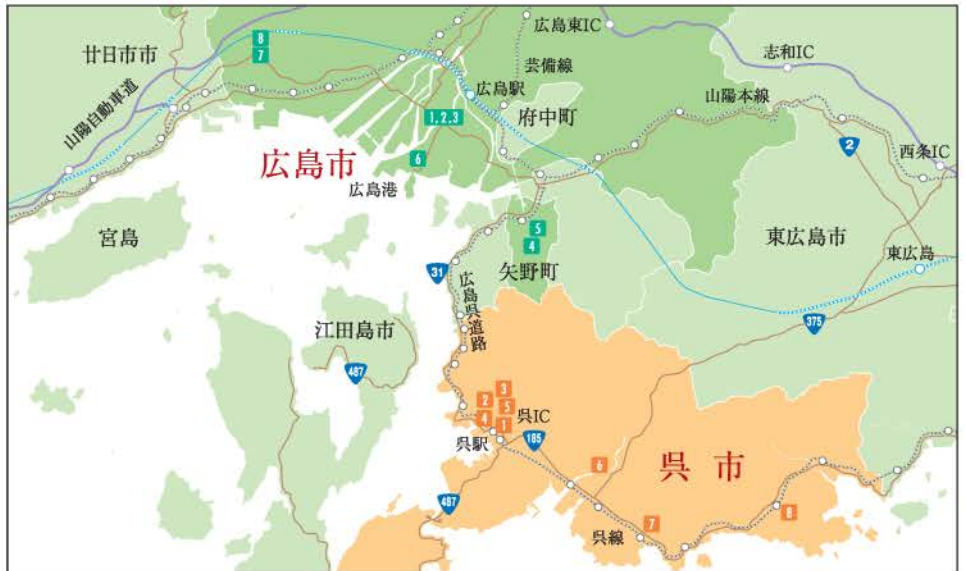 広島東IC
志和IC
廿日市市
8
7
芸備線
山陽自動車道
広島駅
山陽本線
府中町
1,2,3
2
西条IC
広島市
6
広島港
5
4
宮島
東広島市
東広島
31
矢野町
広島呉道路
375
江田島市
487
3
2
5
4
1
呉IC
呉駅
185
6
呉市
487
7
8
呉線